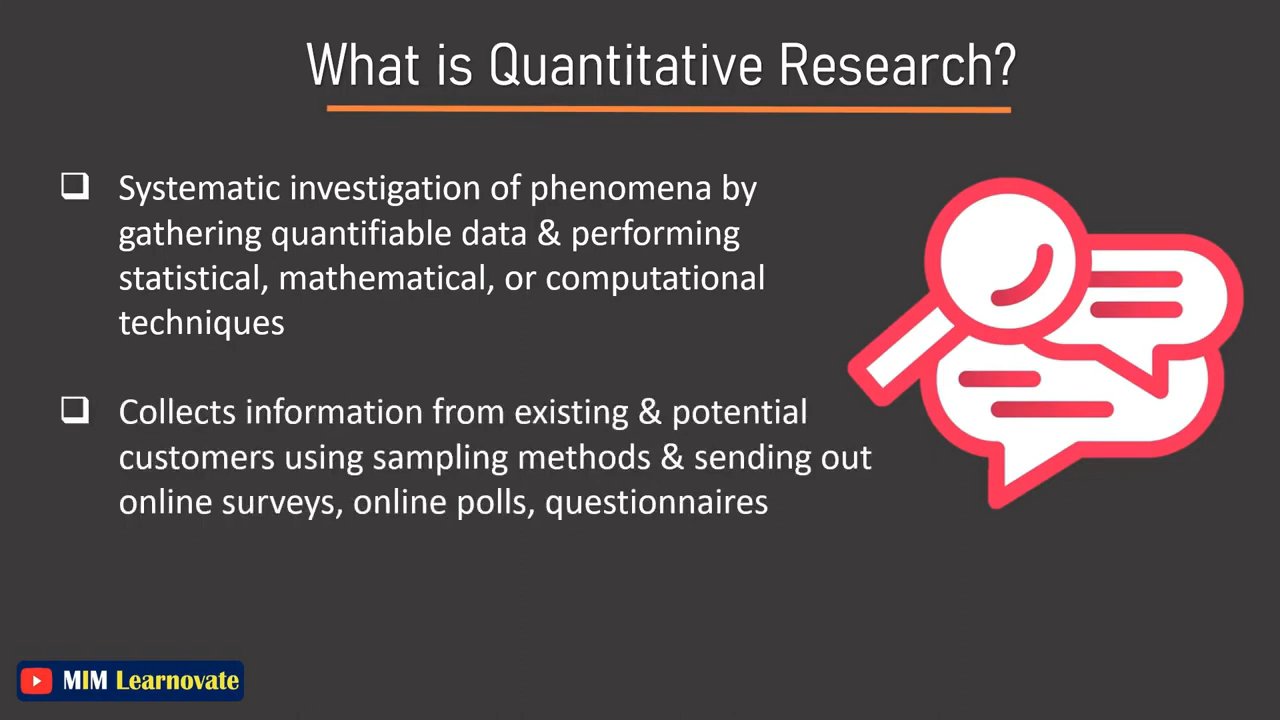 What is Quantitative Research?
Systematic investigation of phenomena by
gathering quantifiable data & performing
statistical, mathematical, or computational
techniques
Collects information from existing & potential
customers using sampling methods & sending out
online surveys, online polls, questionnaires
MIM Learnovate